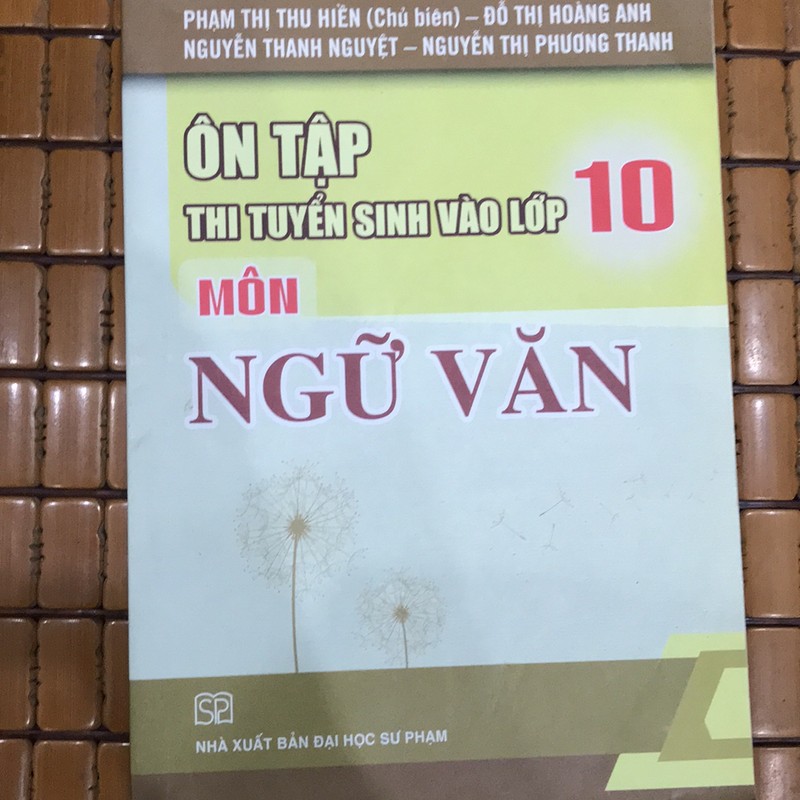 PHẠM THỊ THU HIỀN (Chủ biên) – ĐỖ THỊ HOÀNG ANH
NGUYỄN THANH NGUYỆT – NGUYỄN THỊ PHƯƠNG THANH
ÔN TẬP
THI TUYỂN SINH VÀO LỚP 10
MÔN
NGỮ VĂN
SP
NHÀ XUẤT BẢN ĐẠI HỌC SƯ PHẠM